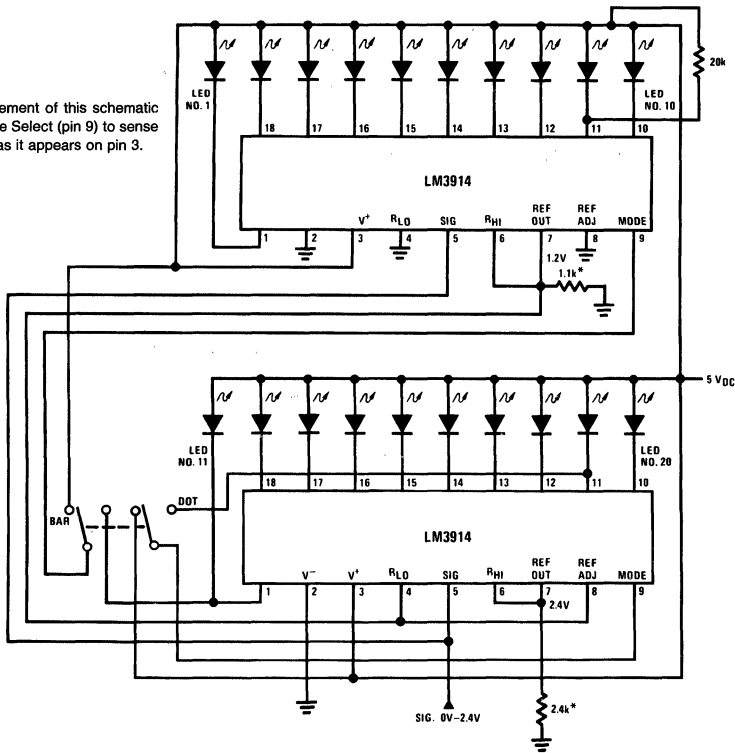 20k
LED
NO. 1
LED
NO. 10
ement of this schematic
e Select (pin 9) to sense
as it appears on pin 3.
18 17 16 15 14 13 12 11 10
LM3914
V+ RLO SIG RHI REF OUT REF ADJ MODE
1 2 3 4 5 6 7 8 9
1.2V
1.1k*
5 VDC
LED
NO. 11
LED
NO. 20
18 17 16 15 14 13 12 11 10
DOT
BAR
LM3914
V− V+ RLO SIG RHI REF OUT REF ADJ MODE
1 2 3 4 5 6 7 8 9
2.4V
2.4k*
SIG. 0V–2.4V